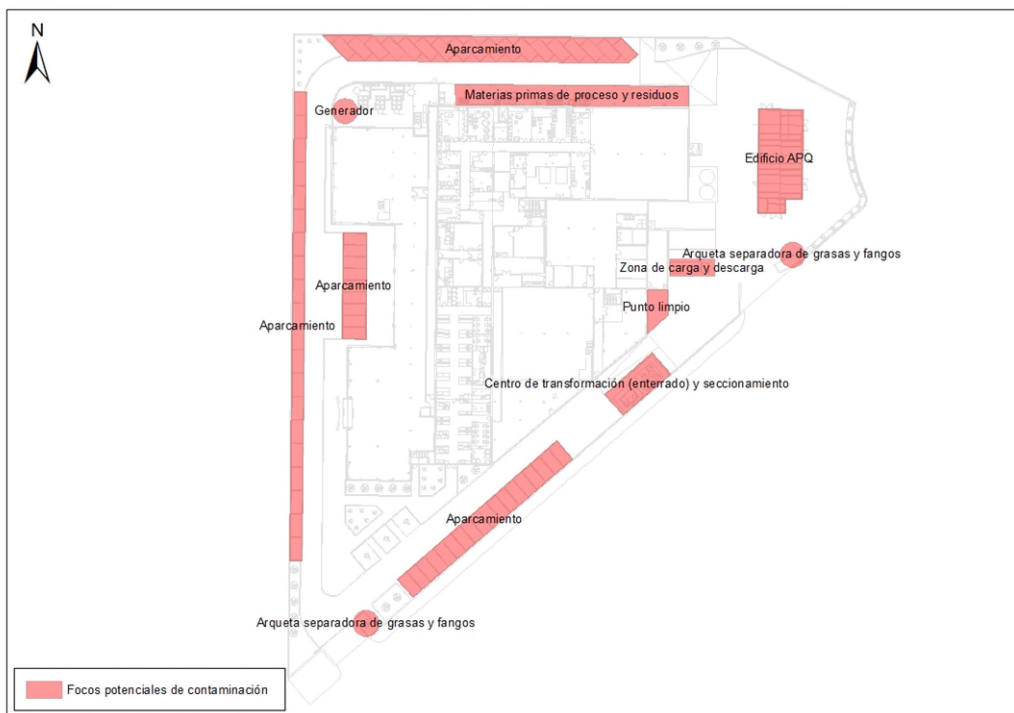 N
Aparcamiento
Materias primas de proceso y residuos
Generador
Edificio APQ
Arqueta separadora de grasas y fangos
Zona de carga y descarga
Aparcamiento
Punto limpio
Aparcamiento
Centro de transformación (enterrado) y seccionamiento
Aparcamiento
Arqueta separadora de grasas y fangos
Focos potenciales de contaminación